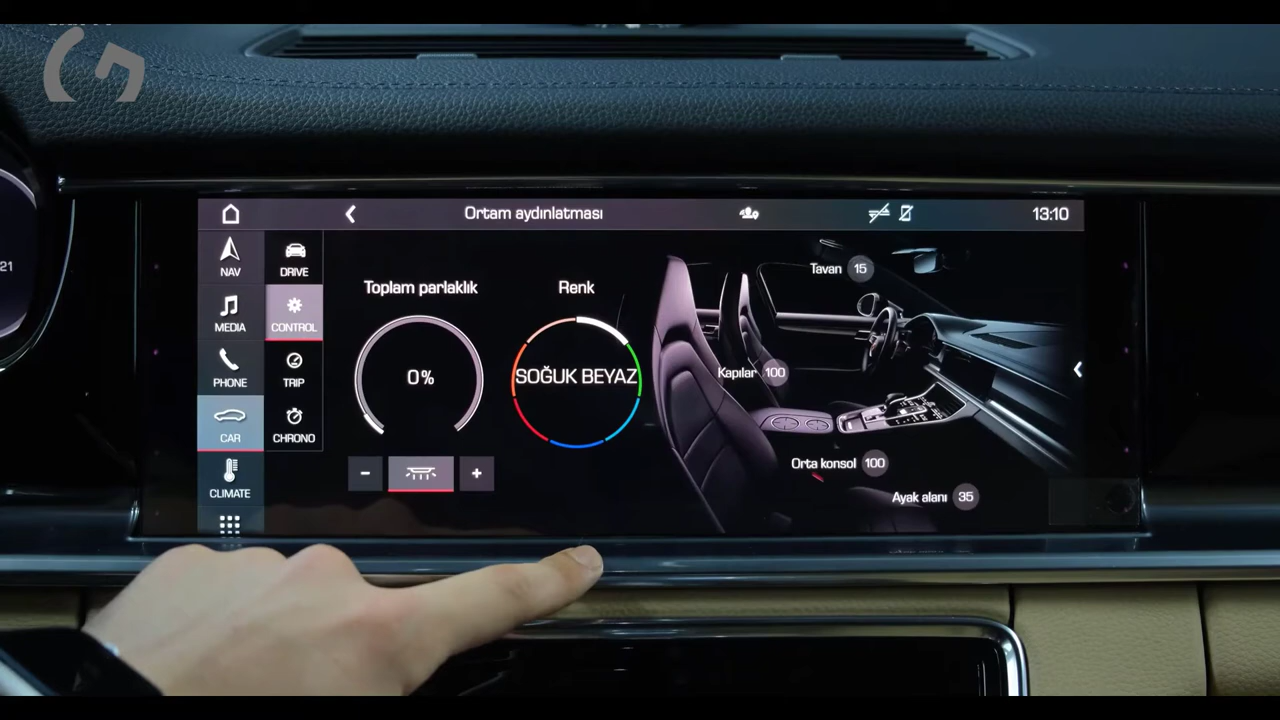 Ortam aydınlatması
13:10
NAV
DRIVE
MEDIA
CONTROL
PHONE
TRIP
CAR
CHRONO
CLIMATE
Toplam parlaklık
0%
-
+
Renk
SOĞUK BEYAZ
Tavan 15
Kapılar 100
Orta konsol 100
Ayak alanı 35
21